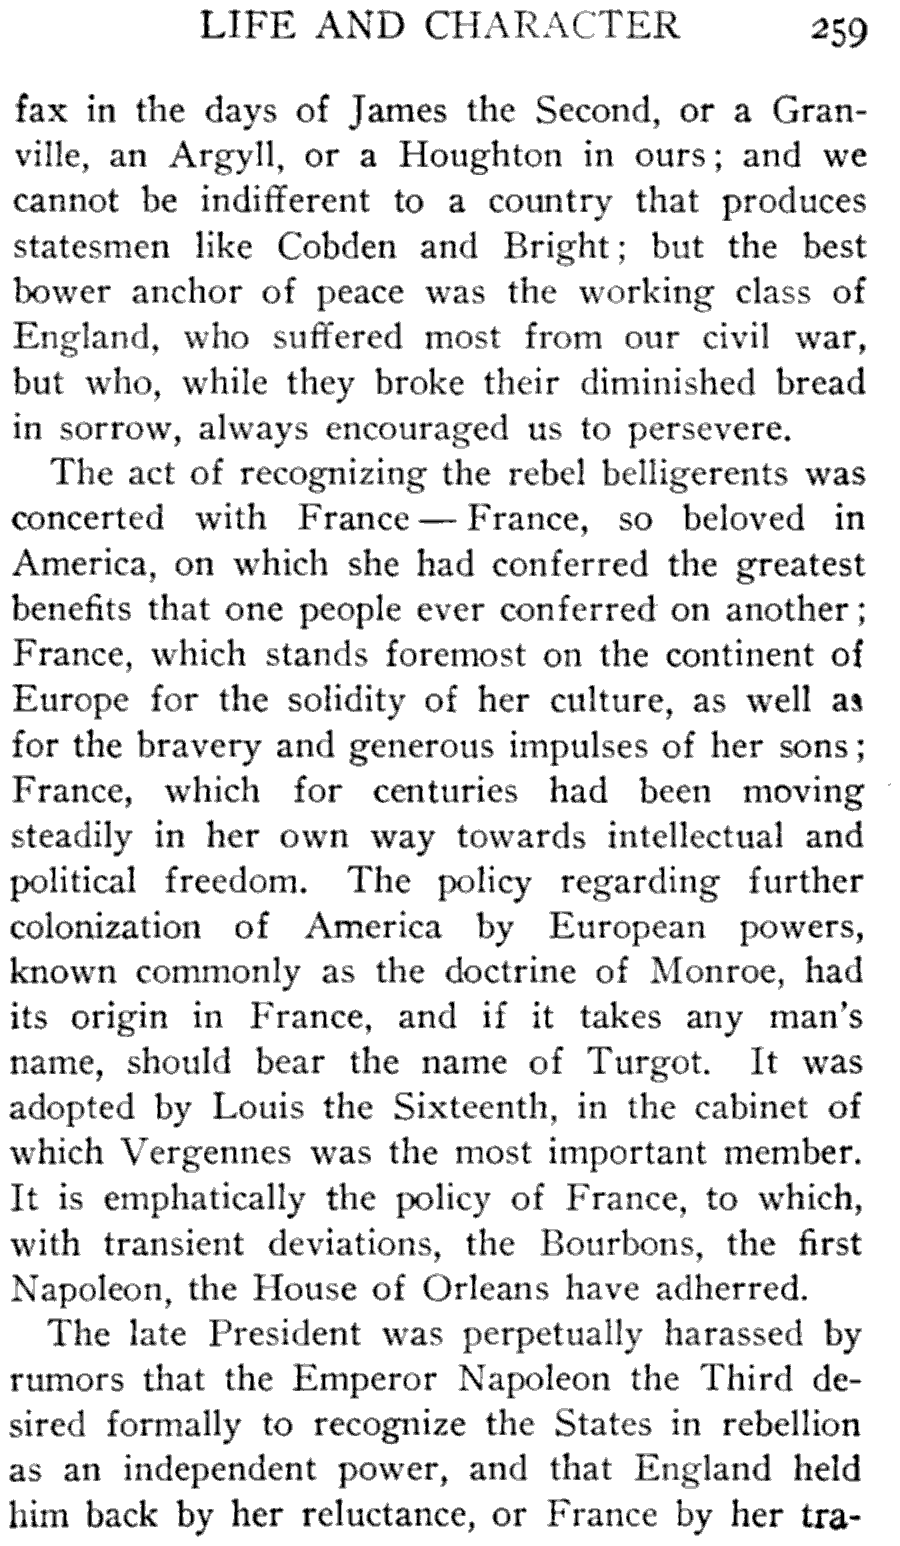 LIFE AND CHARACTER 259
fax in the days of James the Second, or a Gran-
ville, an Argyll, or a Houghton in ours; and we
cannot be indifferent to a country that produces
statesmen like Cobden and Bright; but the best
bower anchor of peace was the working class of
England, who suffered most from our civil war,
but who, while they broke their diminished bread
in sorrow, always encouraged us to persevere.
The act of recognizing the rebel belligerents was
concerted with France — France, so beloved in
America, on which she had conferred the greatest
benefits that one people ever conferred on another;
France, which stands foremost on the continent of
Europe for the solidity of her culture, as well as
for the bravery and generous impulses of her sons;
France, which for centuries had been moving
steadily in her own way towards intellectual and
political freedom. The policy regarding further
colonization of America by European powers,
known commonly as the doctrine of Monroe, had
its origin in France, and if it takes any man's
name, should bear the name of Turgot. It was
adopted by Louis the Sixteenth, in the cabinet of
which Vergennes was the most important member.
It is emphatically the policy of France, to which,
with transient deviations, the Bourbons, the first
Napoleon, the House of Orleans have adherred.
The late President was perpetually harassed by
rumors that the Emperor Napoleon the Third de-
sired formally to recognize the States in rebellion
as an independent power, and that England held
him back by her reluctance, or France by her tra-